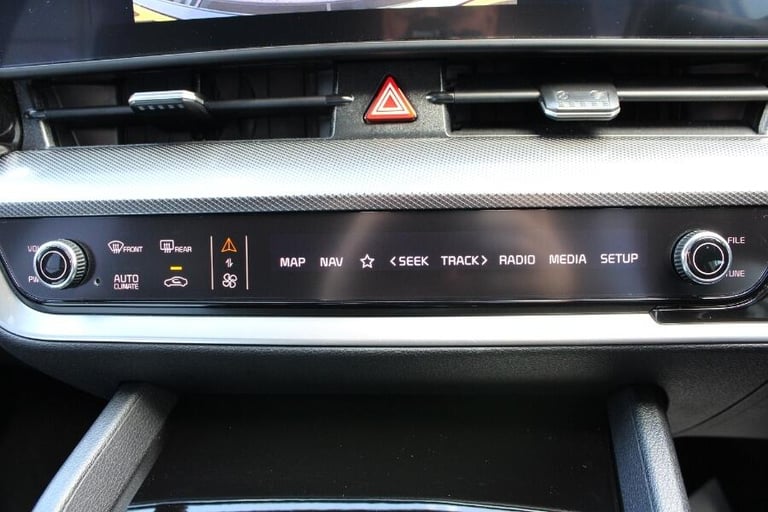 VOL
PWR
FRONT
REAR
AUTO
CLIMATE
MAP NAV <SEEK TRACK> RADIO MEDIA SETUP
FILE
TUNE